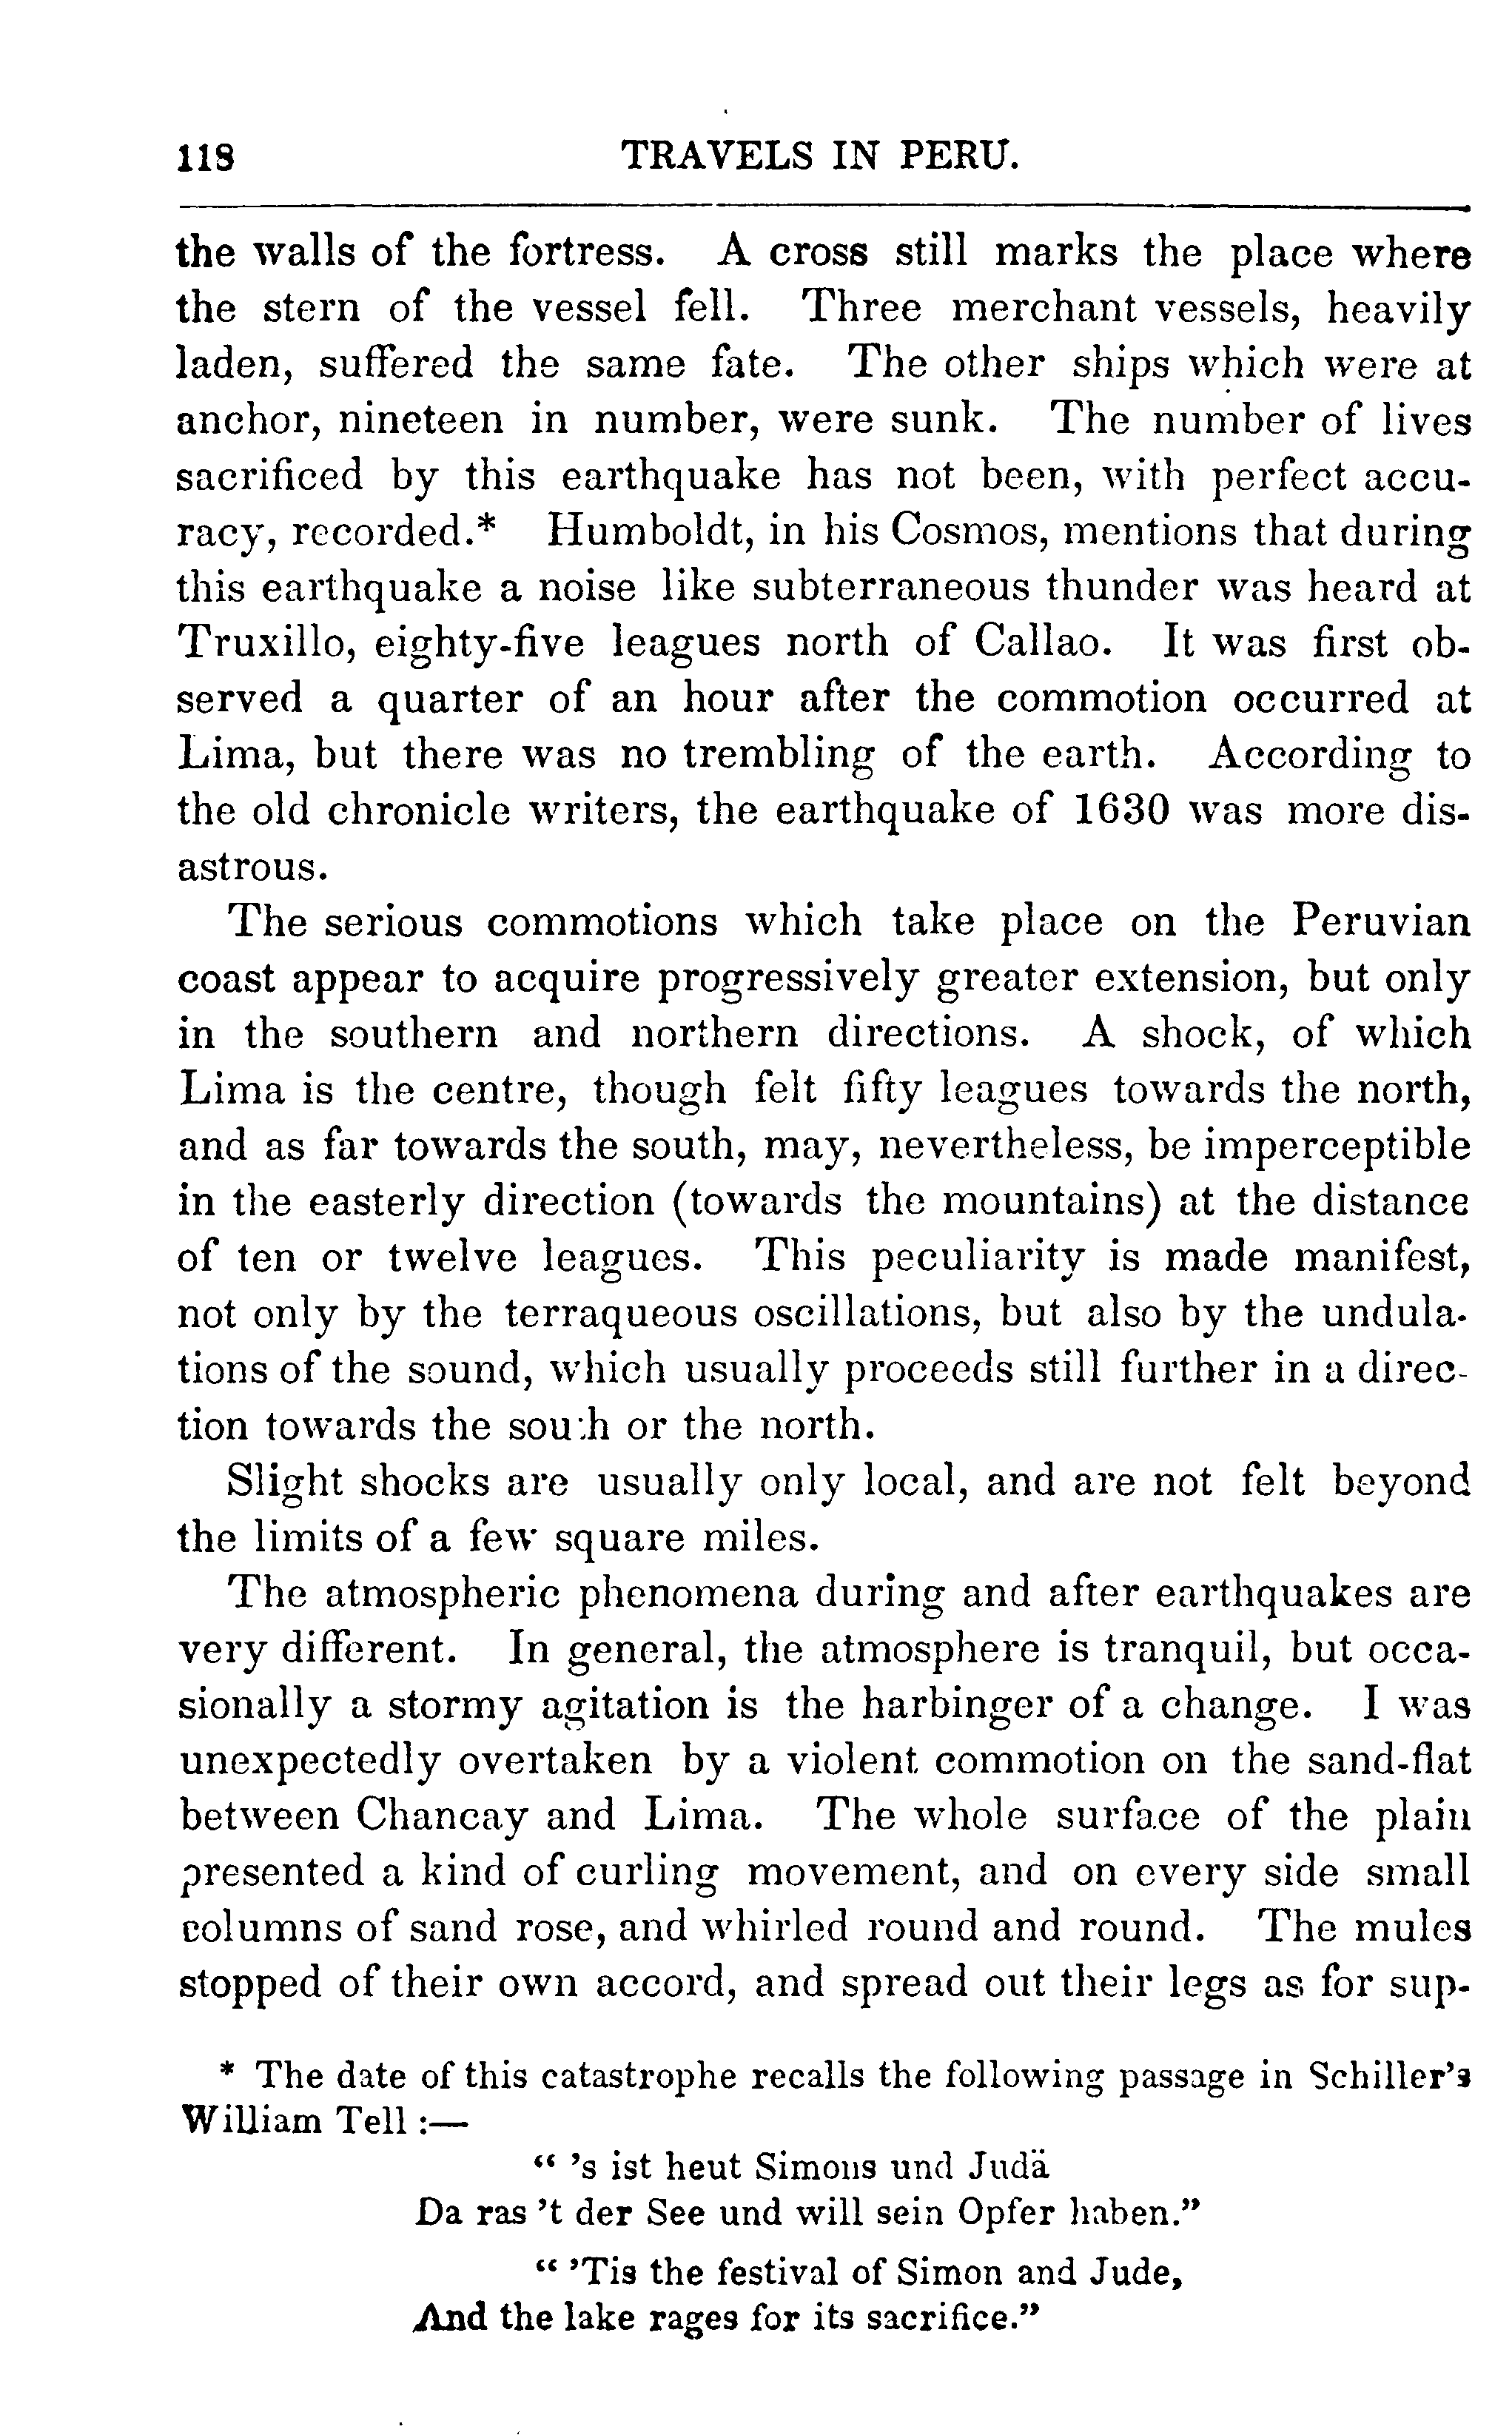 118 TRAVELS IN PERU.
the walls of the fortress. A cross still marks the place where
the stern of the vessel fell. Three merchant vessels, heavily
laden, suffered the same fate. The other ships which were at
anchor, nineteen in number, were sunk. The number of lives
sacrificed by this earthquake has not been, with perfect accu-
racy, recorded.* Humboldt, in his Cosmos, mentions that during
this earthquake a noise like subterraneous thunder was heard at
Truxillo, eighty-five leagues north of Callao. It was first ob-
served a quarter of an hour after the commotion occurred at
Lima, but there was no trembling of the earth. According to
the old chronicle writers, the earthquake of 1630 was more dis-
astrous.
The serious commotions which take place on the Peruvian
coast appear to acquire progressively greater extension, but only
in the southern and northern directions. A shock, of which
Lima is the centre, though felt fifty leagues towards the north,
and as far towards the south, may, nevertheless, be imperceptible
in the easterly direction (towards the mountains) at the distance
of ten or twelve leagues. This peculiarity is made manifest,
not only by the terraqueous oscillations, but also by the undula-
tions of the sound, which usually proceeds still further in a direc-
tion towards the south or the north.
Slight shocks are usually only local, and are not felt beyond
the limits of a few square miles.
The atmospheric phenomena during and after earthquakes are
very different. In general, the atmosphere is tranquil, but occa-
sionally a stormy agitation is the harbinger of a change. I was
unexpectedly overtaken by a violent commotion on the sand-flat
between Chancay and Lima. The whole surface of the plain
presented a kind of curling movement, and on every side small
columns of sand rose, and whirled round and round. The mules
stopped of their own accord, and spread out their legs as for sup-
* The date of this catastrophe recalls the following passage in Schiller's
William Tell :—
“ 's ist heut Simons und Judä
Da ras 't der See und will sein Opfer haben.”
“ 'Tis the festival of Simon and Jude,
And the lake rages for its sacrifice.”